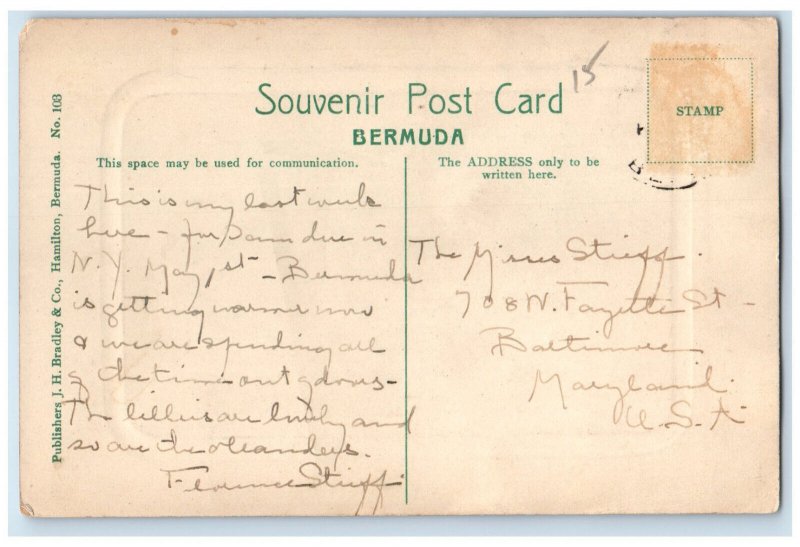 15
Souvenir Post Card
BERMUDA
STAMP
This space may be used for communication.
The ADDRESS only to be
written here.
Publishers J. H. Bradley & Co., Hamilton, Bermuda. No. 103
This is my last week
here - for I am due in
N. Y. May 1st - Bermuda
is getting warmer now
& we are spending all
of the time out of doors -
The lillies are lovely and
so are the oleanders.
Florence Stieff.
The Misses Stieff.
708 W. Fayette St -
Baltimore
Maryland.
U. S. A.